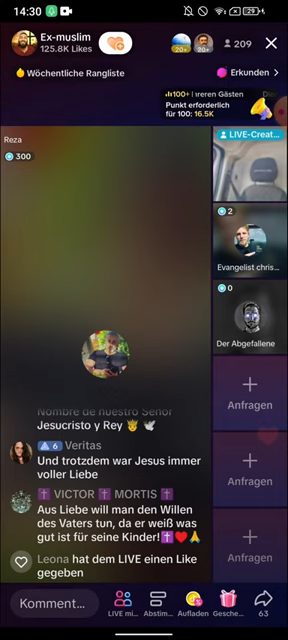 14:30
29
Ex-muslim
125.8K Likes
20+
20+
209
Wöchentliche Rangliste
Erkunden >
100+
reren Gästen
Punkt erforderlich
für 100: 16.5K
Reza
300
LIVE-Creat...
2
Evangelist chris...
0
Der Abgefallene
Anfragen
Anfragen
Anfragen
Nombre de nuestro Señor
Jesucristo y Rey 🤴 🕊️
6 Veritas
Und trotzdem war Jesus immer
voller Liebe
✝️ VICTOR ✝️ MORTIS ✝️
Aus Liebe will man den Willen
des Vaters tun, da er weiß was
gut ist für seine Kinder!✝️❤️🙏
Leona hat dem LIVE einen Like
gegeben
Komment...
LIVE mi...
Abstim...
Aufladen
Gesche...
63